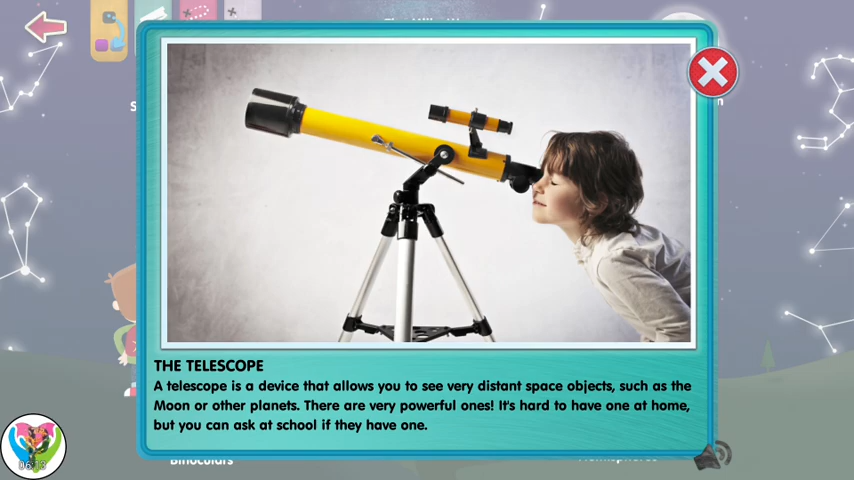 THE TELESCOPE
A telescope is a device that allows you to see very distant space objects, such as the
Moon or other planets. There are very powerful ones! It's hard to have one at home,
but you can ask at school if they have one.
Binoculars
06:13